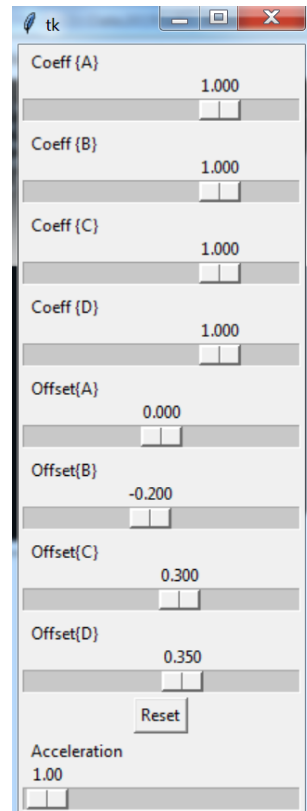 tk
Coeff {A}
1.000
Coeff {B}
1.000
Coeff {C}
1.000
Coeff {D}
1.000
Offset{A}
0.000
Offset{B}
-0.200
Offset{C}
0.300
Offset{D}
0.350
Reset
Acceleration
1.00